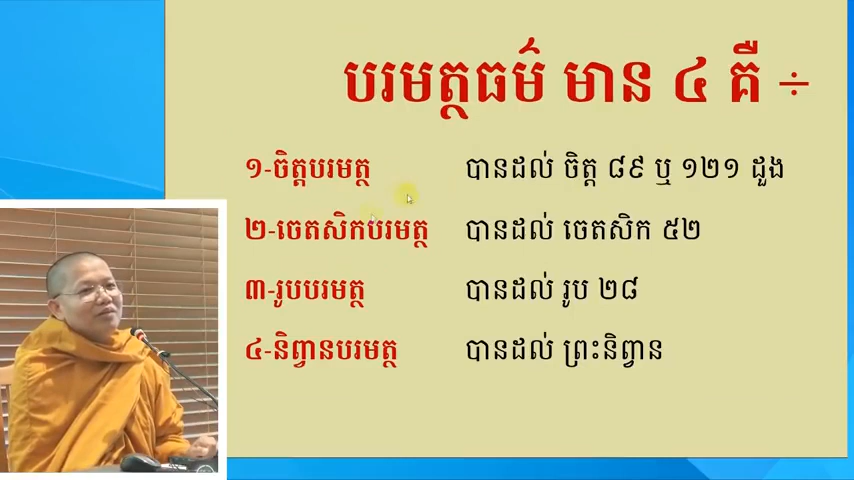 បរមត្ថធម៌ មាន ៤ គឺ ÷
១-ចិត្តបរមត្ថ បានដល់ ចិត្ត ៨៩ ឬ ១២១ ដួង
២-ចេតសិកបរមត្ថ បានដល់ ចេតសិក ៥២
៣-រូបបរមត្ថ បានដល់ រូប ២៨
៤-និព្វានបរមត្ថ បានដល់ ព្រះនិព្វាន